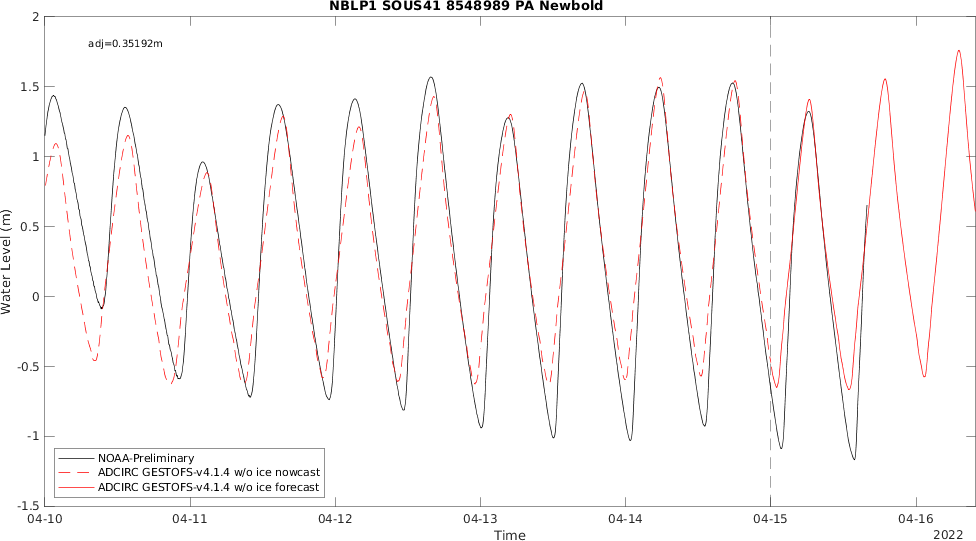 NBLP1 SOUS41 8548989 PA Newbold
adj=0.35192m
Water Level (m)
2
1.5
1
0.5
0
-0.5
-1
-1.5
NOAA-Preliminary
ADCIRC GESTOFS-v4.1.4 w/o ice nowcast
ADCIRC GESTOFS-v4.1.4 w/o ice forecast
04-10 04-11 04-12 04-13 04-14 04-15 04-16
Time
2022